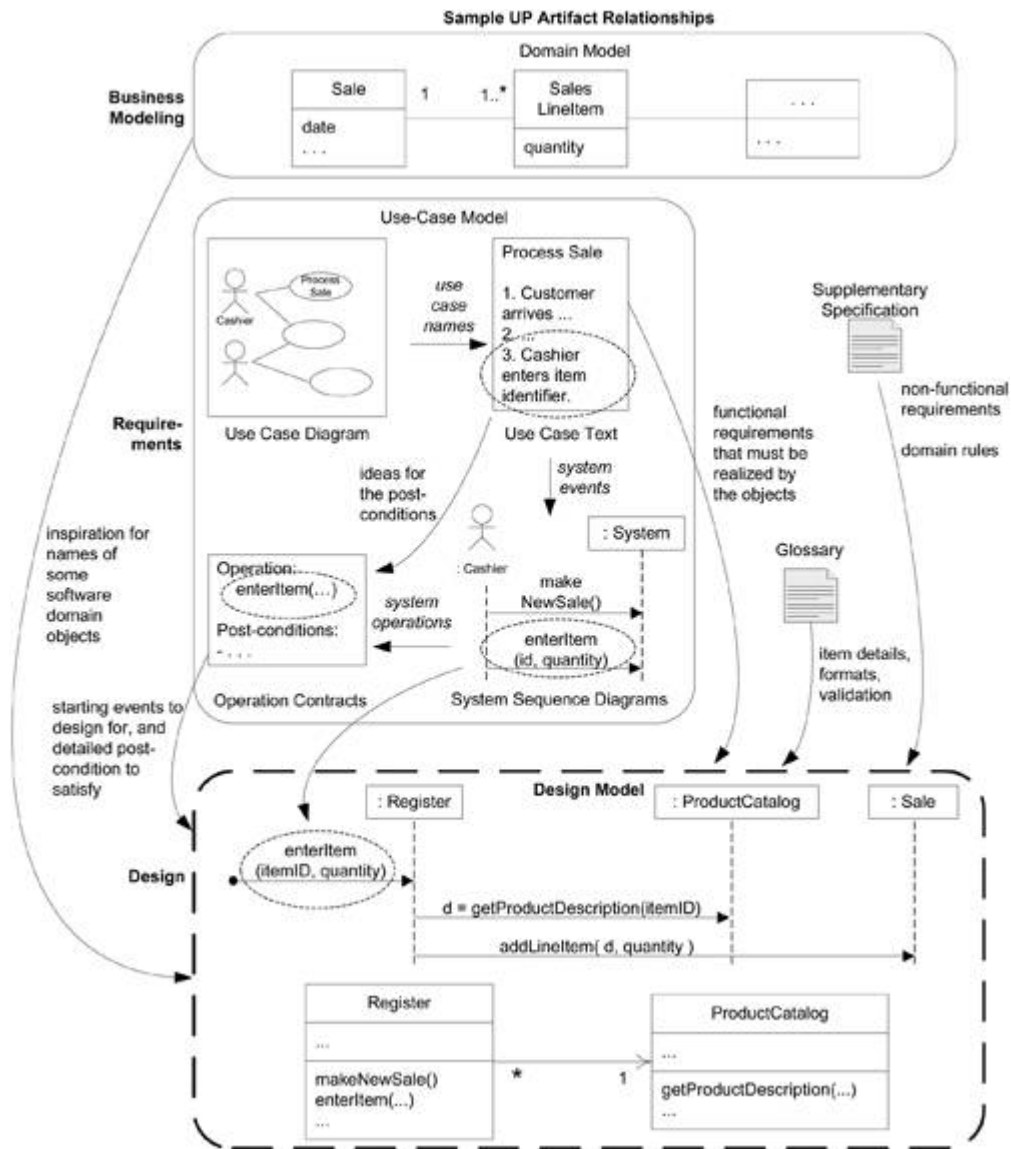 Sample UP Artifact Relationships
Domain Model
Business
Modeling
Sale
date
. . .
1
1..*
Sales
LineItem
quantity
. . .
. . .
Use-Case Model
Process
Sale
Cashier
Use Case Diagram
use
case
names
Process Sale
1. Customer
arrives ...
2. ...
3. Cashier
enters item
identifier.
Use Case Text
Require-
ments
Supplementary
Specification
non-functional
requirements
domain rules
functional
requirements
that must be
realized by
the objects
ideas for
the post-
conditions
system
events
inspiration for
names of
some
software
domain
objects
: Cashier
: System
make
NewSale()
enterItem
(id, quantity)
System Sequence Diagrams
system
operations
Operation:
enterItem(…)
Post-conditions:
- . . .
Operation Contracts
Glossary
item details,
formats,
validation
starting events to
design for, and
detailed post-
condition to
satisfy
Design Model
Design
: Register
: ProductCatalog
: Sale
enterItem
(itemID, quantity)
d = getProductDescription(itemID)
addLineItem( d, quantity )
Register
...
makeNewSale()
enterItem(...)
...
*
1
ProductCatalog
...
getProductDescription(...)
...